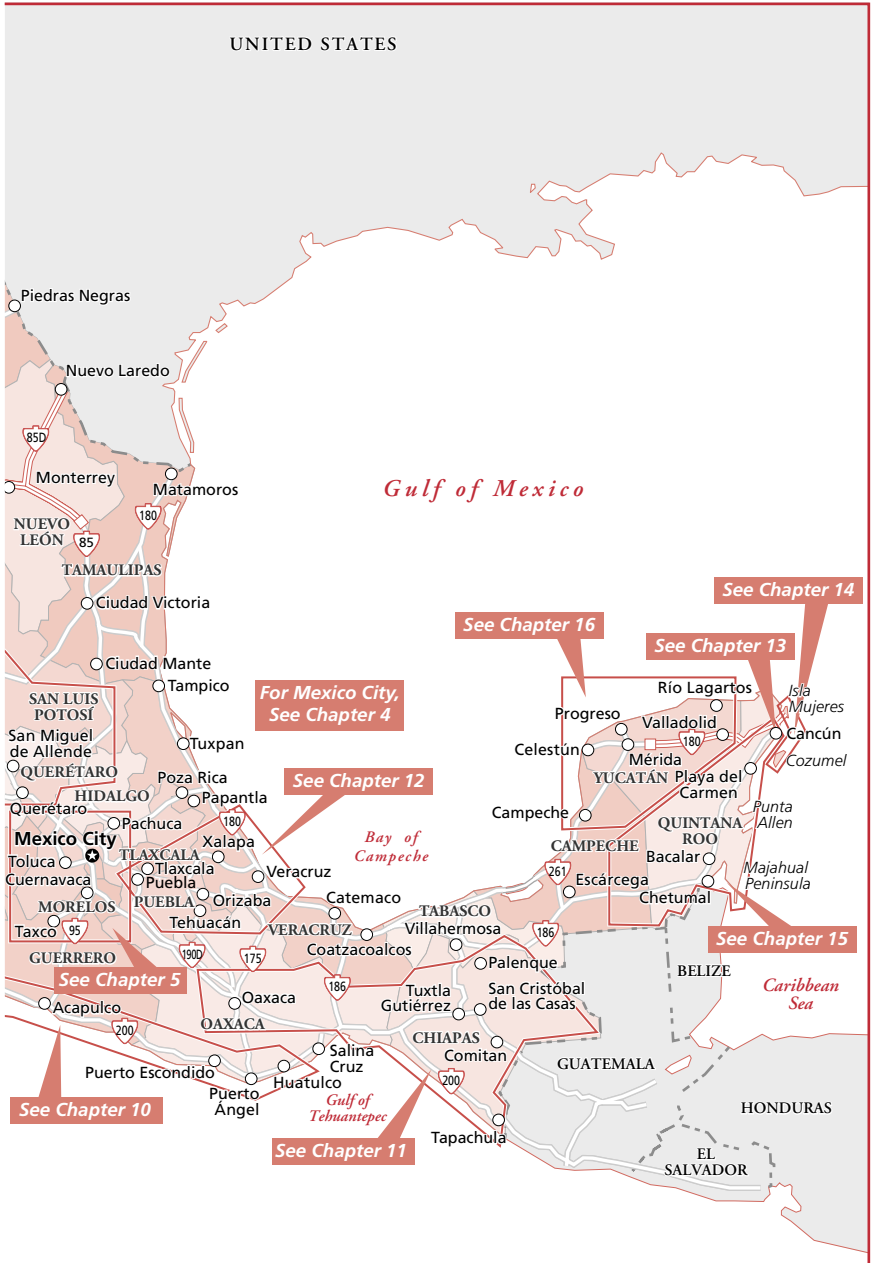 UNITED STATES
Piedras Negras
Nuevo Laredo
85D
Monterrey
Matamoros
Gulf of Mexico
NUEVO
LEÓN
180
85
TAMAULIPAS
Ciudad Victoria
See Chapter 14
See Chapter 16
See Chapter 13
Ciudad Mante
Tampico
For Mexico City,
See Chapter 4
SAN LUIS
POTOSÍ
Río Lagartos
Isla
Mujeres
Progreso
Valladolid
180
Cancún
San Miguel
de Allende
Tuxpan
Celestún
Mérida
Cozumel
QUERÉTARO
YUCATÁN
Playa del
Carmen
HIDALGO
Poza Rica
Papantla
See Chapter 12
Querétaro
Pachuca
180
Campeche
Punta
Allen
QUINTANA
ROO
Mexico City
Xalapa
Bay of
Campeche
CAMPECHE
Bacalar
Toluca
TLAXCALA
Tlaxcala
Veracruz
261
Escárcega
Majahual
Peninsula
Cuernavaca
Puebla
Orizaba
Catemaco
Chetumal
MORELOS
PUEBLA
Tehuacán
VERACRUZ
TABASCO
Villahermosa
186
Taxco
95
Coatzacoalcos
See Chapter 15
GUERRERO
190D
175
Palenque
BELIZE
See Chapter 5
186
Caribbean
Sea
Acapulco
Oaxaca
Tuxtla
Gutiérrez
San Cristóbal
de las Casas
OAXACA
200
CHIAPAS
Comitan
Salina
Cruz
GUATEMALA
Puerto Escondido
Huatulco
200
Puerto
Ángel
Gulf of
Tehuantepec
See Chapter 10
HONDURAS
Tapachula
See Chapter 11
EL
SALVADOR